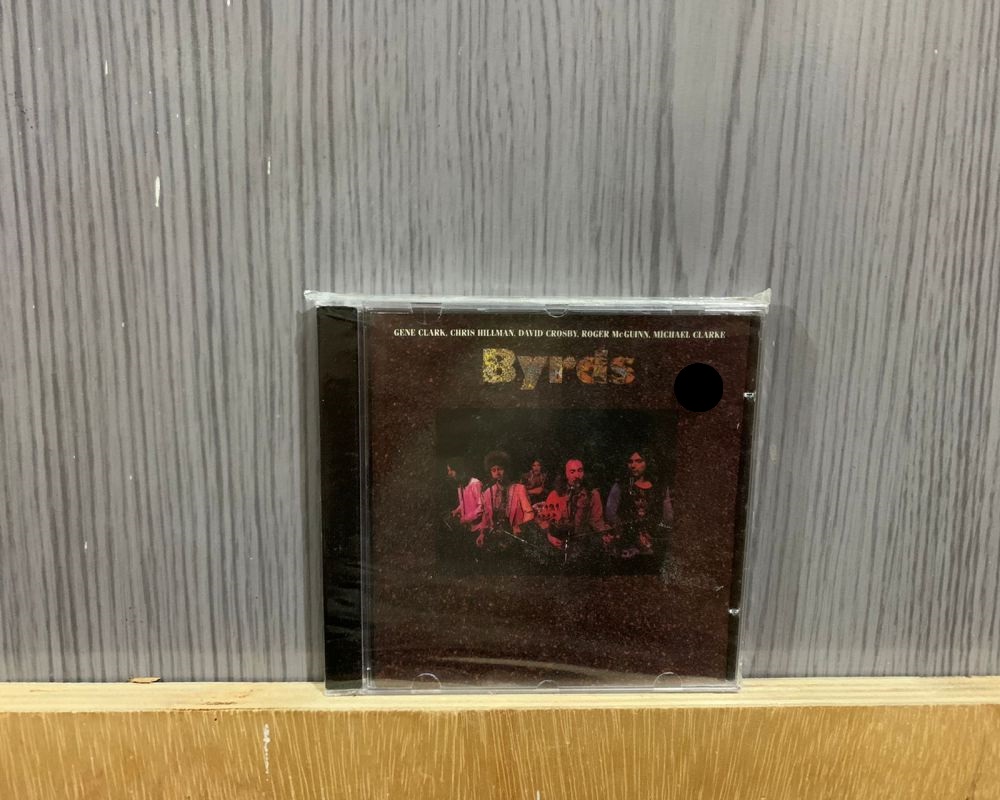 GENE CLARK, CHRIS HILLMAN, DAVID CROSBY, ROGER McGUINN, MICHAEL CLARKE
Byrds